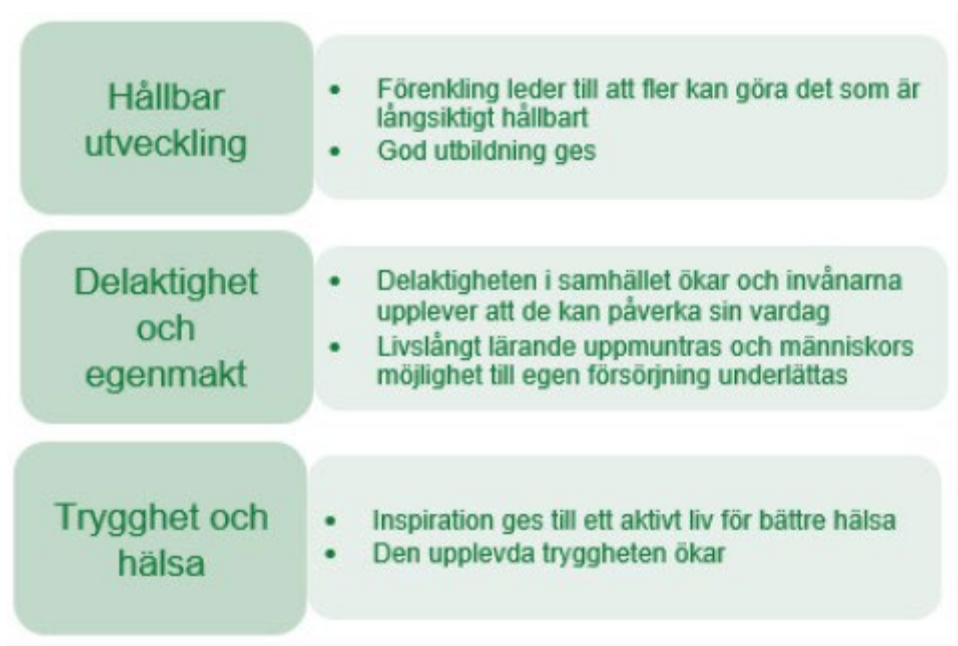 Hållbar
utveckling
• Förenkling leder till att fler kan göra det som är
långsiktigt hållbart
• God utbildning ges
Delaktighet
och
egenmakt
• Delaktigheten i samhället ökar och invånarna
upplever att de kan påverka sin vardag
• Livslångt lärande uppmuntras och människors
möjlighet till egen försörjning underlättas
Trygghet och
hälsa
• Inspiration ges till ett aktivt liv för bättre hälsa
• Den upplevda tryggheten ökar